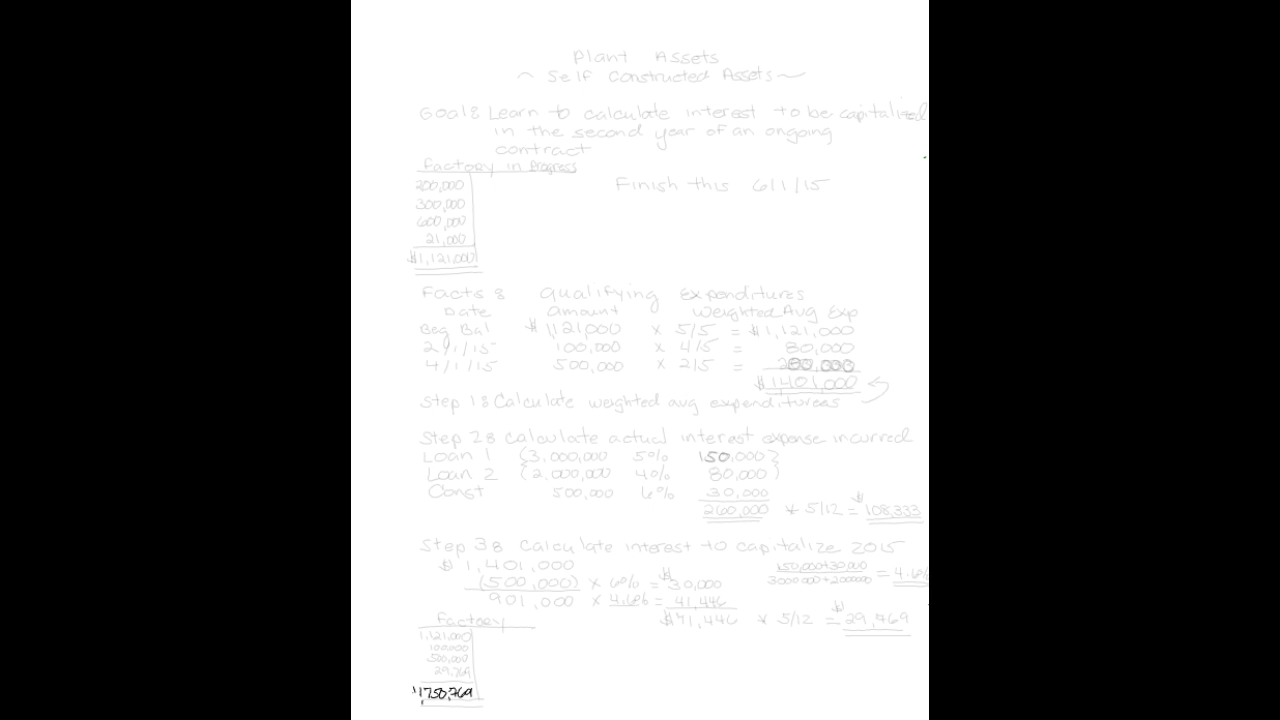 Plant Assets
~ Self Constructed Assets ~
Goal: Learn to calculate interest to be capitalized
in the second year of an ongoing
contract
Factory in Progress
200,000
Finish this 6/1/15
300,000
600,000
21,000
$1,121,000
Facts: Qualifying Expenditures
Date Amount Weighted Avg Exp
Beg Bal $1,121,000 x 5/5 = $1,121,000
2/1/15 100,000 x 4/5 = 80,000
4/1/15 500,000 x 2/5 = 200,000
$1,401,000
Step 1: Calculate weighted avg expenditures
Step 2: Calculate actual interest expense incurred
Loan 1 (3,000,000 5% 150,000)
Loan 2 (2,000,000 4% 80,000)
Const 500,000 6% 30,000
260,000 * 5/12 = $108,333
Step 3: Calculate interest to capitalize 2015
$1,401,000
150,000+30,000
(500,000) x 6% = $30,000
3000000+2000000 = 4.6%
901,000 x 4.6% = 41,446
$71,446 * 5/12 = $29,769
Factory
1,121,000
100,000
500,000
29,769
$1750,769